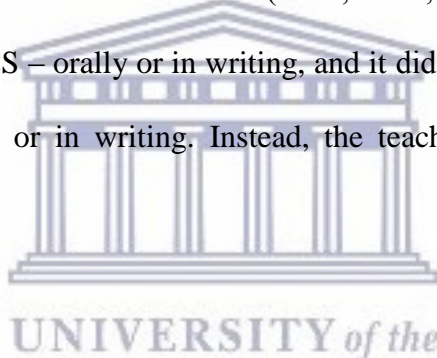 S – orally or in writing, and it did
or in writing. Instead, the teach
UNIVERSITY of the